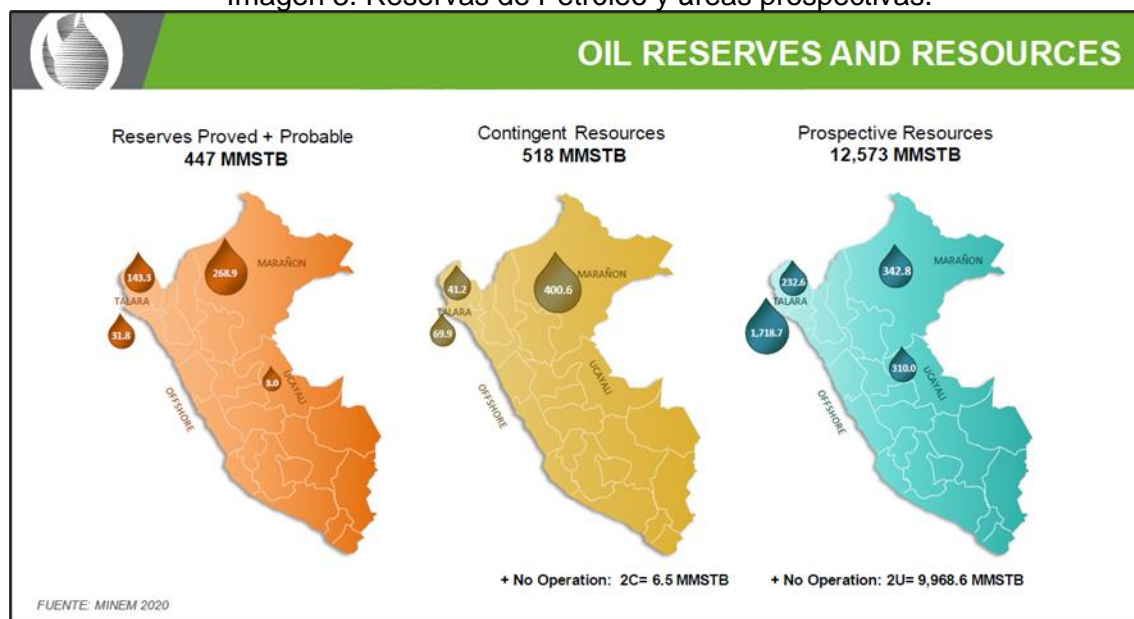 Imagen 3. Reservas de Petróleo y áreas prospectivas.
OIL RESERVES AND RESOURCES
Reserves Proved + Probable
447 MMSTB
143.3
268.9
MARAÑON
TALARA
31.8
3.0
UCAYALI
OFFSHORE
Contingent Resources
518 MMSTB
41.2
400.6
MARAÑON
TALARA
69.9
UCAYALI
OFFSHORE
Prospective Resources
12,573 MMSTB
232.6
342.8
MARAÑON
TALARA
1,718.7
310.0
UCAYALI
OFFSHORE
+ No Operation: 2C= 6.5 MMSTB
+ No Operation: 2U= 9,968.6 MMSTB
FUENTE: MINEM 2020